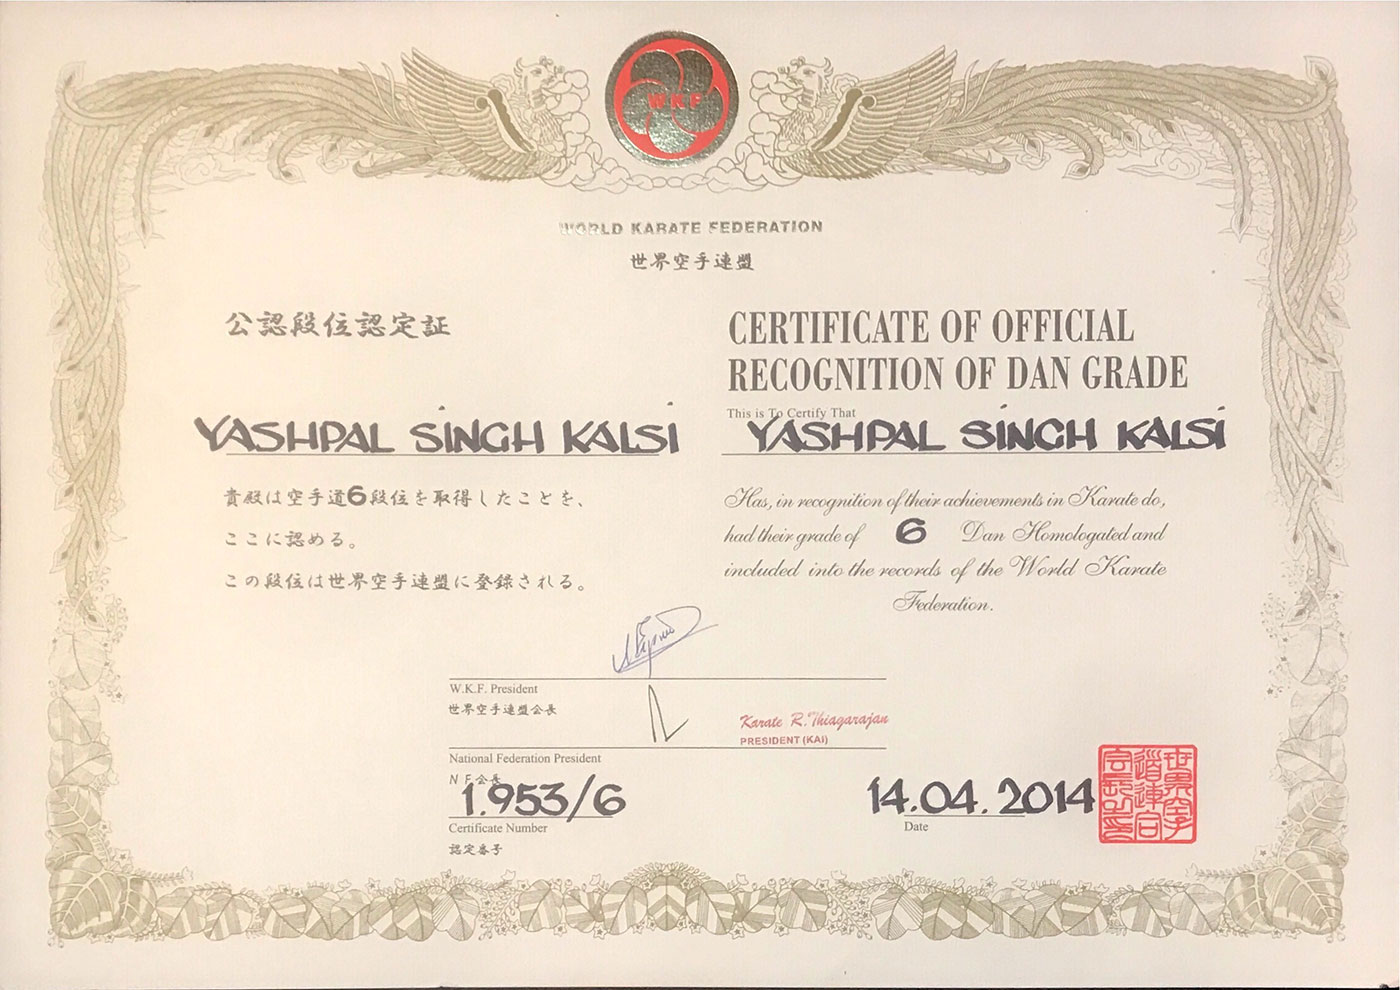 WKF
WORLD KARATE FEDERATION
世界空手連盟
公認段位認定証
CERTIFICATE OF OFFICIAL
RECOGNITION OF DAN GRADE
This is To Certify That
YASHPAL SINGH KALSI
YASHPAL SINGH KALSI
貴殿は空手道6段位を取得したことを、
ここに認める。
この段位は世界空手連盟に登録される。
Has, in recognition of their achievements in Karate do,
had their grade of 6 Dan Homologated and
included into the records of the World Karate
Federation.
W.K.F. President
世界空手連盟会長
Karate R. Thiagarajan
PRESIDENT (KAI)
National Federation President
NF会長
1.953/6
Certificate Number
認定番号
14.04.2014
Date